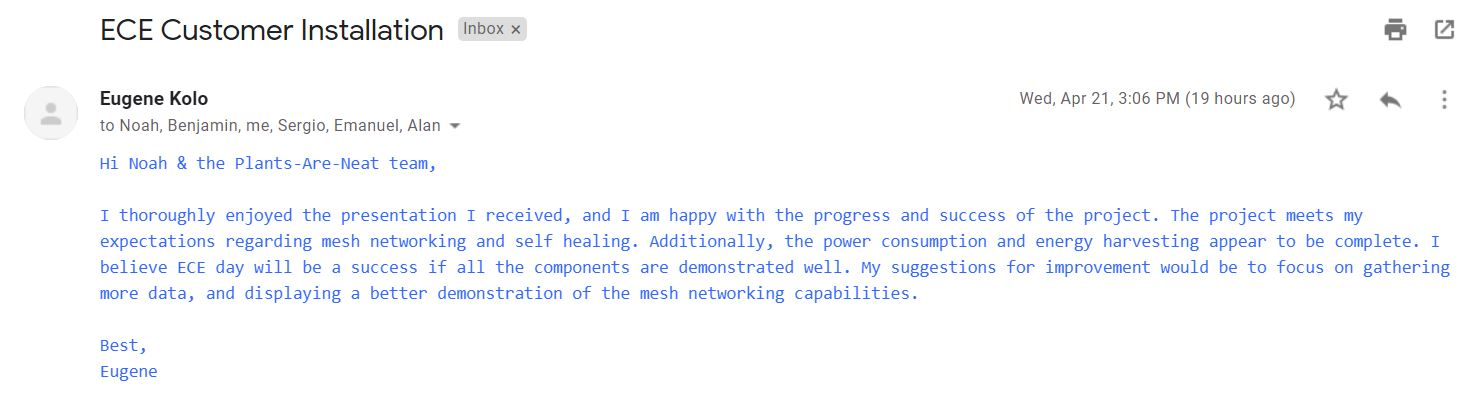 ECE Customer Installation Inbox ×
Eugene Kolo Wed, Apr 21, 3:06 PM (19 hours ago)
to Noah, Benjamin, me, Sergio, Emanuel, Alan
Hi Noah & the Plants-Are-Neat team,
I thoroughly enjoyed the presentation I received, and I am happy with the progress and success of the project. The project meets my
expectations regarding mesh networking and self healing. Additionally, the power consumption and energy harvesting appear to be complete. I
believe ECE day will be a success if all the components are demonstrated well. My suggestions for improvement would be to focus on gathering
more data, and displaying a better demonstration of the mesh networking capabilities.
Best,
Eugene